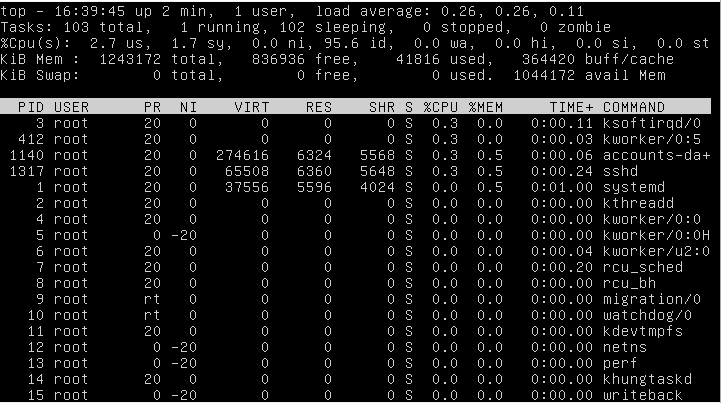 top - 16:39:45 up 2 min,  1 user,  load average: 0.26, 0.26, 0.11
Tasks: 103 total,   1 running, 102 sleeping,   0 stopped,   0 zombie
%Cpu(s):  2.7 us,  1.7 sy,  0.0 ni, 95.6 id,  0.0 wa,  0.0 hi,  0.0 si,  0.0 st
KiB Mem :  1243172 total,   836936 free,    41816 used,   364420 buff/cache
KiB Swap:        0 total,        0 free,        0 used.  1044172 avail Mem
PID USER      PR  NI    VIRT    RES    SHR S %CPU %MEM     TIME+ COMMAND
3 root      20   0       0      0      0 S  0.3  0.0   0:00.11 ksoftirqd/0
412 root      20   0       0      0      0 S  0.3  0.0   0:00.03 kworker/0:5
1140 root      20   0  274616   6324   5568 S  0.3  0.5   0:00.06 accounts-da+
1317 root      20   0   65508   6360   5648 S  0.3  0.5   0:00.24 sshd
1 root      20   0   37556   5596   4024 S  0.0  0.5   0:01.00 systemd
2 root      20   0       0      0      0 S  0.0  0.0   0:00.00 kthreadd
4 root      20   0       0      0      0 S  0.0  0.0   0:00.00 kworker/0:0
5 root       0 -20       0      0      0 S  0.0  0.0   0:00.00 kworker/0:0H
6 root      20   0       0      0      0 S  0.0  0.0   0:00.04 kworker/u2:0
7 root      20   0       0      0      0 S  0.0  0.0   0:00.20 rcu_sched
8 root      20   0       0      0      0 S  0.0  0.0   0:00.00 rcu_bh
9 root      rt   0       0      0      0 S  0.0  0.0   0:00.00 migration/0
10 root      rt   0       0      0      0 S  0.0  0.0   0:00.00 watchdog/0
11 root      20   0       0      0      0 S  0.0  0.0   0:00.00 kdevtmpfs
12 root       0 -20       0      0      0 S  0.0  0.0   0:00.00 netns
13 root       0 -20       0      0      0 S  0.0  0.0   0:00.00 perf
14 root      20   0       0      0      0 S  0.0  0.0   0:00.00 khungtaskd
15 root       0 -20       0      0      0 S  0.0  0.0   0:00.00 writeback